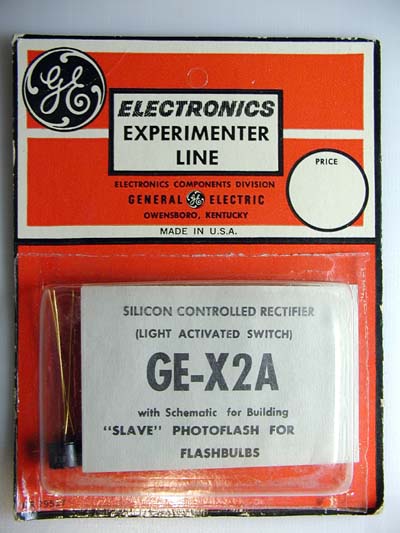 GE
ELECTRONICS
EXPERIMENTER
LINE
PRICE
ELECTRONICS COMPONENTS DIVISION
GENERAL GE ELECTRIC
OWENSBORO, KENTUCKY
MADE IN U.S.A.
SILICON CONTROLLED RECTIFIER
(LIGHT ACTIVATED SWITCH)
GE-X2A
with Schematic for Building
"SLAVE" PHOTOFLASH FOR
FLASHBULBS